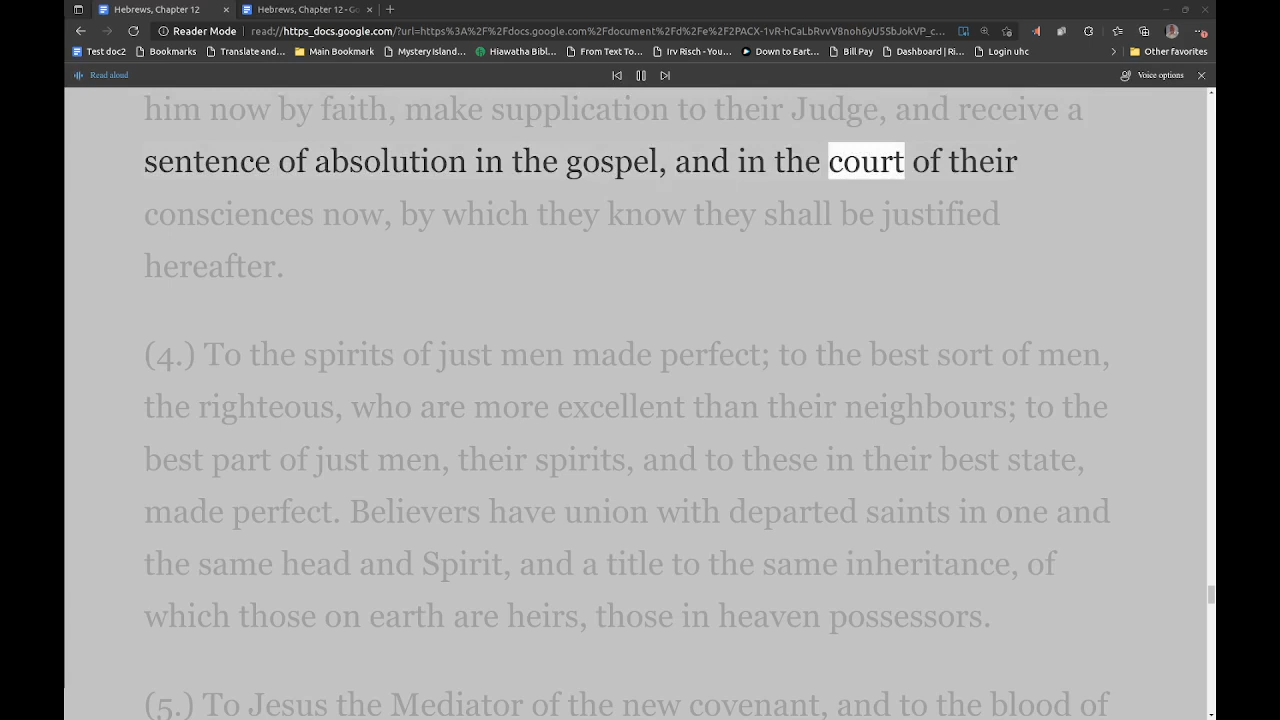 Hebrews, Chapter 12
Hebrews, Chapter 12 - Go
Reader Mode
read://https_docs.google.com/?url=https%3A%2F%2Fdocs.google.com%2Fdocument%2Fd%2Fe%2F2PACX-1vR-hCaLbRvvV8noh6yU5SbJokVP_c...
Test doc2 Bookmarks Translate and... Main Bookmark Mystery Island... Hiawatha Bibl... From Text To... Irv Risch - You... Down to Eart... Bill Pay Dashboard | Ri... Login uhc Other favorites
Read aloud Voice options
him now by faith, make supplication to their Judge, and receive a
sentence of absolution in the gospel, and in the court of their
consciences now, by which they know they shall be justified
hereafter.
(4.) To the spirits of just men made perfect; to the best sort of men,
the righteous, who are more excellent than their neighbours; to the
best part of just men, their spirits, and to these in their best state,
made perfect. Believers have union with departed saints in one and
the same head and Spirit, and a title to the same inheritance, of
which those on earth are heirs, those in heaven possessors.
(5.) To Jesus the Mediator of the new covenant, and to the blood of